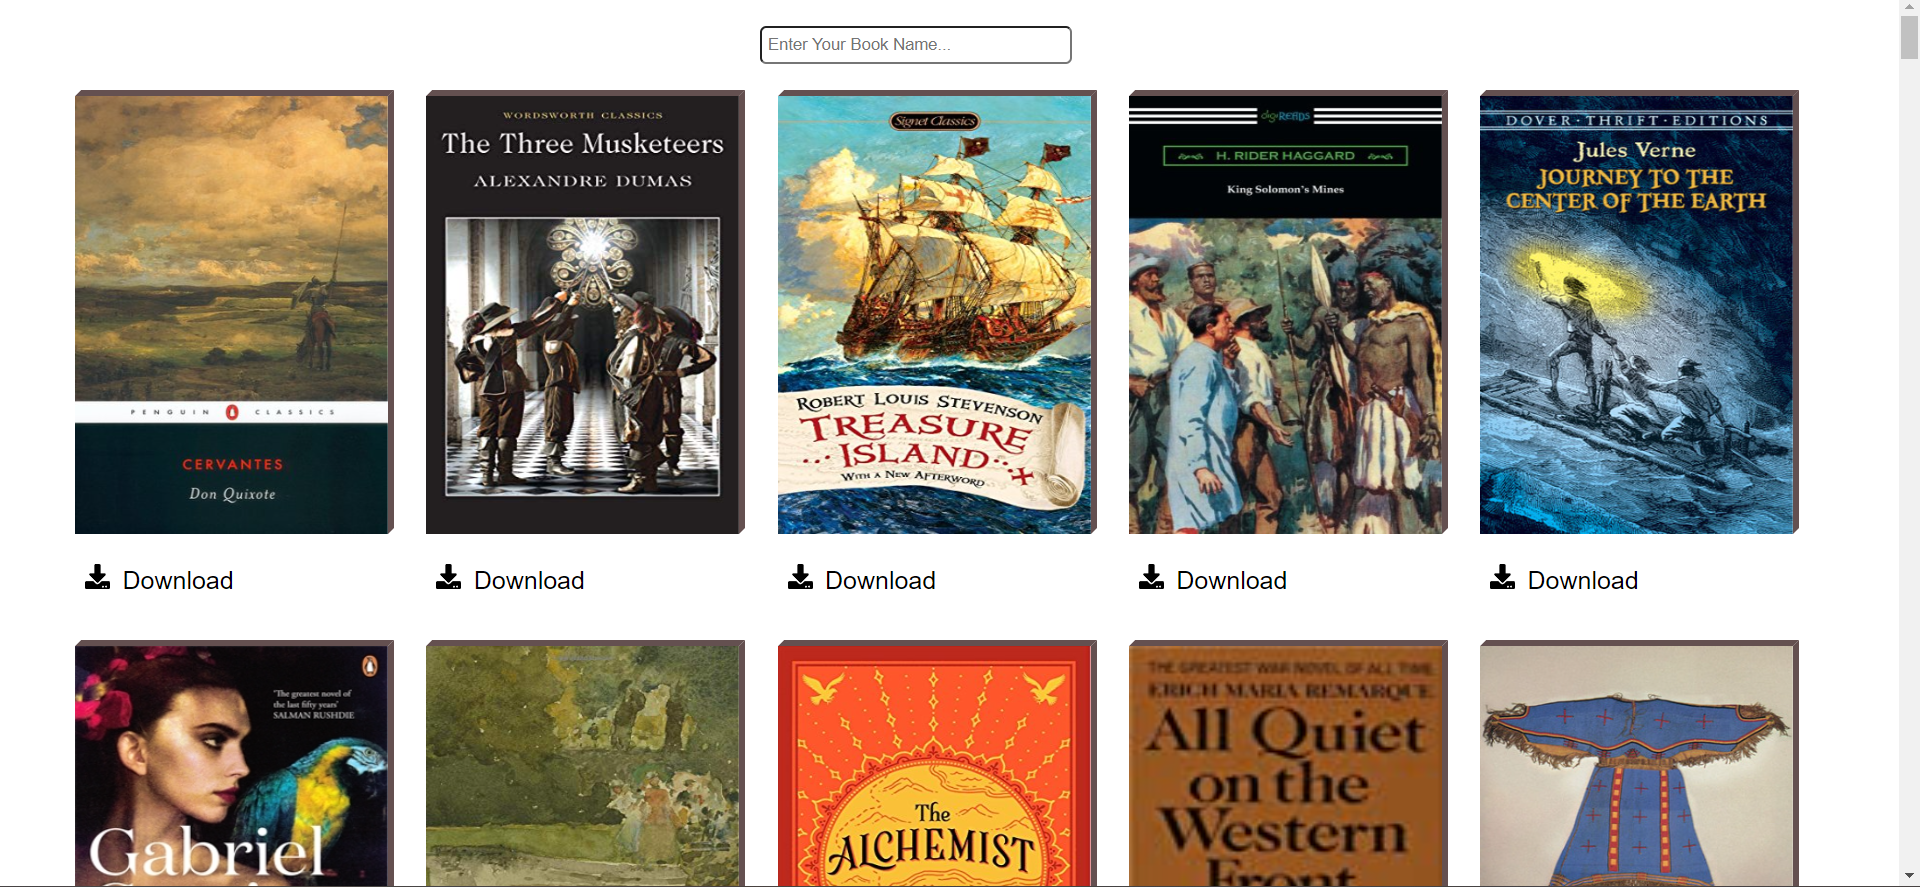 Enter Your Book Name...
PENGUIN CLASSICS
CERVANTES
Don Quixote
WORDSWORTH CLASSICS
The Three Musketeers
ALEXANDRE DUMAS
Signet Classics
ROBERT LOUIS STEVENSON
TREASURE
ISLAND
WITH A NEW AFTERWORD
digiREADS
H. RIDER HAGGARD
King Solomon's Mines
DOVER · THRIFT · EDITIONS
Jules Verne
JOURNEY TO THE
CENTER OF THE EARTH
Download
Download
Download
Download
Download
'The greatest novel of
the last fifty years'
SALMAN RUSHDIE
Gabriel
The
ALCHEMIST
THE GREATEST WAR NOVEL OF ALL TIME
ERICH MARIA REMARQUE
All Quiet
on the
Western
Front